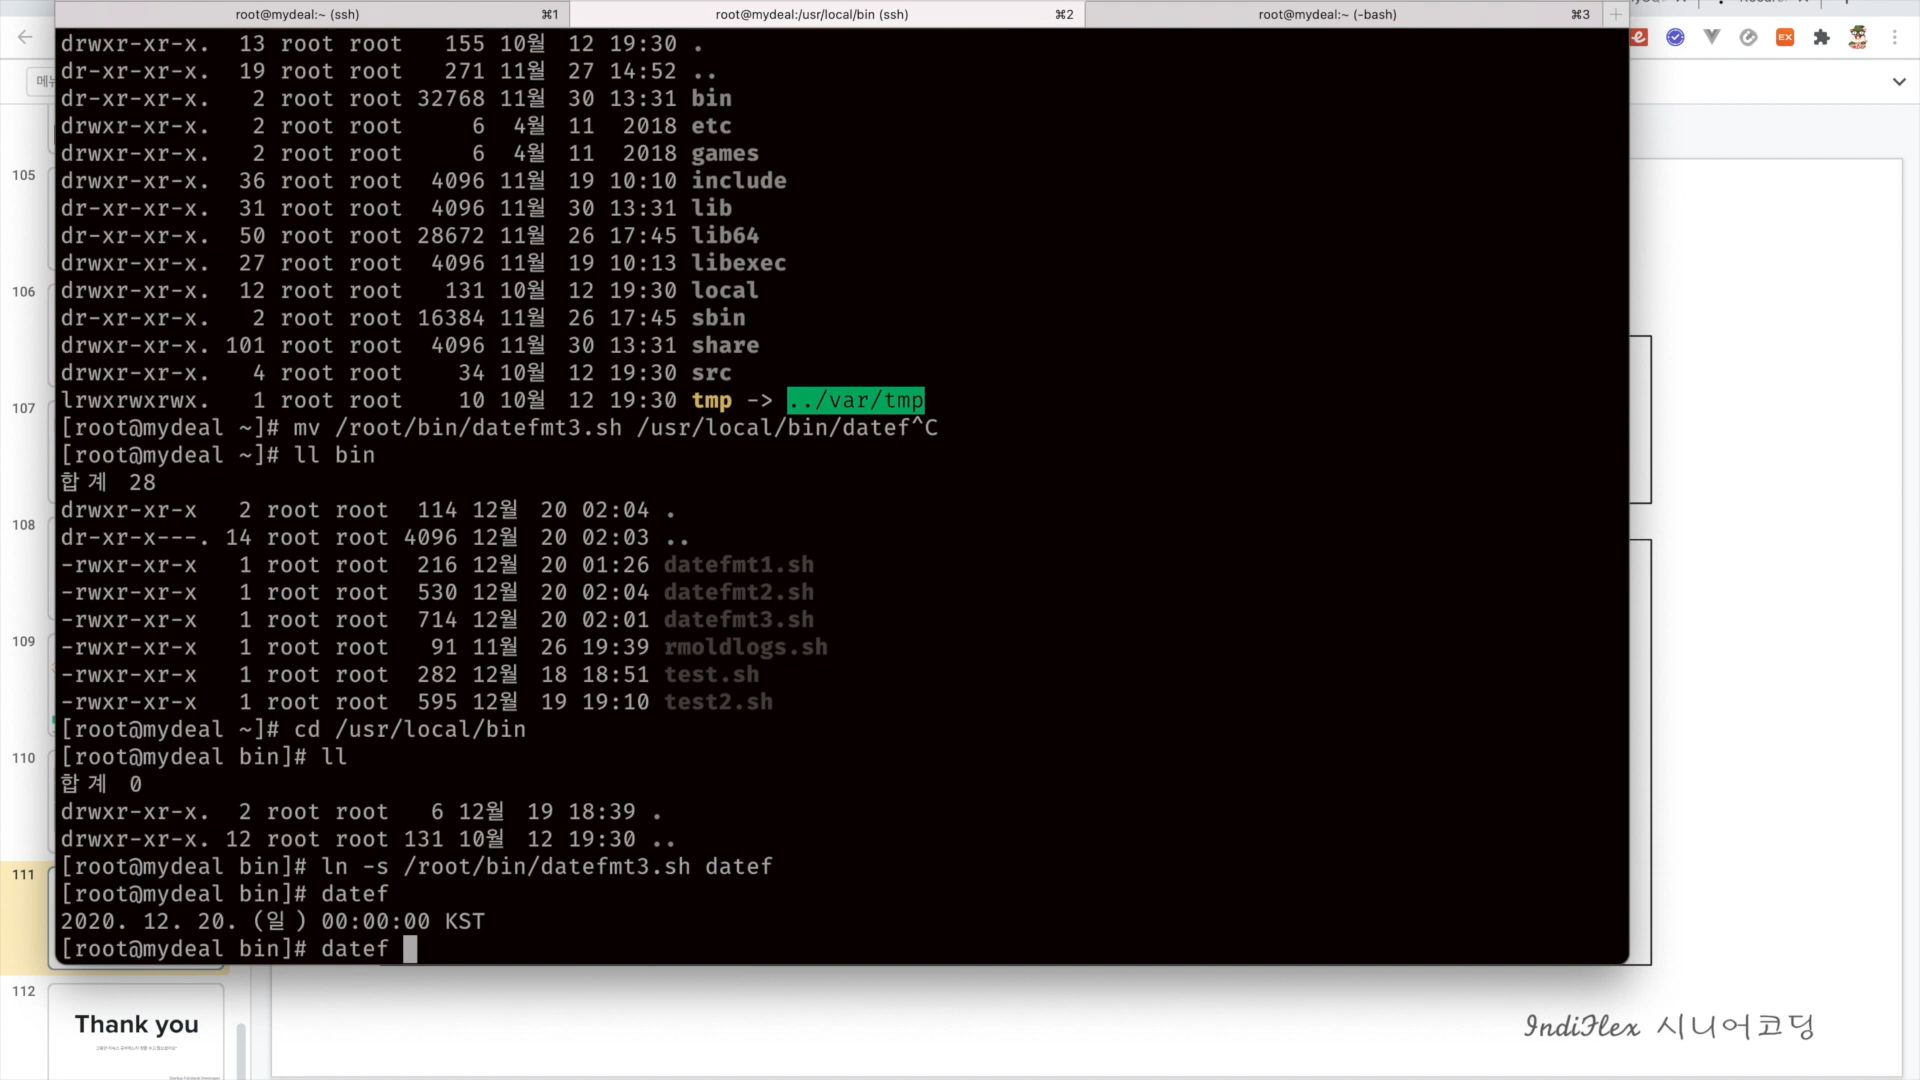 root@mydeal:~ (ssh) ⌘1 root@mydeal:/usr/local/bin (ssh) ⌘2 root@mydeal:~ (-bash) ⌘3
drwxr-xr-x. 13 root root 155 10월 12 19:30 .
dr-xr-xr-x. 19 root root 271 11월 27 14:52 ..
dr-xr-xr-x. 2 root root 32768 11월 30 13:31 bin
drwxr-xr-x. 2 root root 6 4월 11 2018 etc
drwxr-xr-x. 2 root root 6 4월 11 2018 games
drwxr-xr-x. 36 root root 4096 11월 19 10:10 include
dr-xr-xr-x. 31 root root 4096 11월 30 13:31 lib
dr-xr-xr-x. 50 root root 28672 11월 26 17:45 lib64
drwxr-xr-x. 27 root root 4096 11월 19 10:13 libexec
drwxr-xr-x. 12 root root 131 10월 12 19:30 local
dr-xr-xr-x. 2 root root 16384 11월 26 17:45 sbin
drwxr-xr-x. 101 root root 4096 11월 30 13:31 share
drwxr-xr-x. 4 root root 34 10월 12 19:30 src
lrwxrwxrwx. 1 root root 10 10월 12 19:30 tmp -> ../var/tmp
[root@mydeal ~]# mv /root/bin/datefmt3.sh /usr/local/bin/datef^C
[root@mydeal ~]# ll bin
합계 28
drwxr-xr-x 2 root root 114 12월 20 02:04 .
dr-xr-x---. 14 root root 4096 12월 20 02:03 ..
-rwxr-xr-x 1 root root 216 12월 20 01:26 datefmt1.sh
-rwxr-xr-x 1 root root 530 12월 20 02:04 datefmt2.sh
-rwxr-xr-x 1 root root 714 12월 20 02:01 datefmt3.sh
-rwxr-xr-x 1 root root 91 11월 26 19:39 rmoldlogs.sh
-rwxr-xr-x 1 root root 282 12월 18 18:51 test.sh
-rwxr-xr-x 1 root root 595 12월 19 19:10 test2.sh
[root@mydeal ~]# cd /usr/local/bin
[root@mydeal bin]# ll
합계 0
drwxr-xr-x. 2 root root 6 12월 19 18:39 .
drwxr-xr-x. 12 root root 131 10월 12 19:30 ..
[root@mydeal bin]# ln -s /root/bin/datefmt3.sh datef
[root@mydeal bin]# datef
2020. 12. 20. (일) 00:00:00 KST
[root@mydeal bin]# datef
EX
105
106
107
108
109
110
111
112
Thank you
IndiFlex 시니어코딩